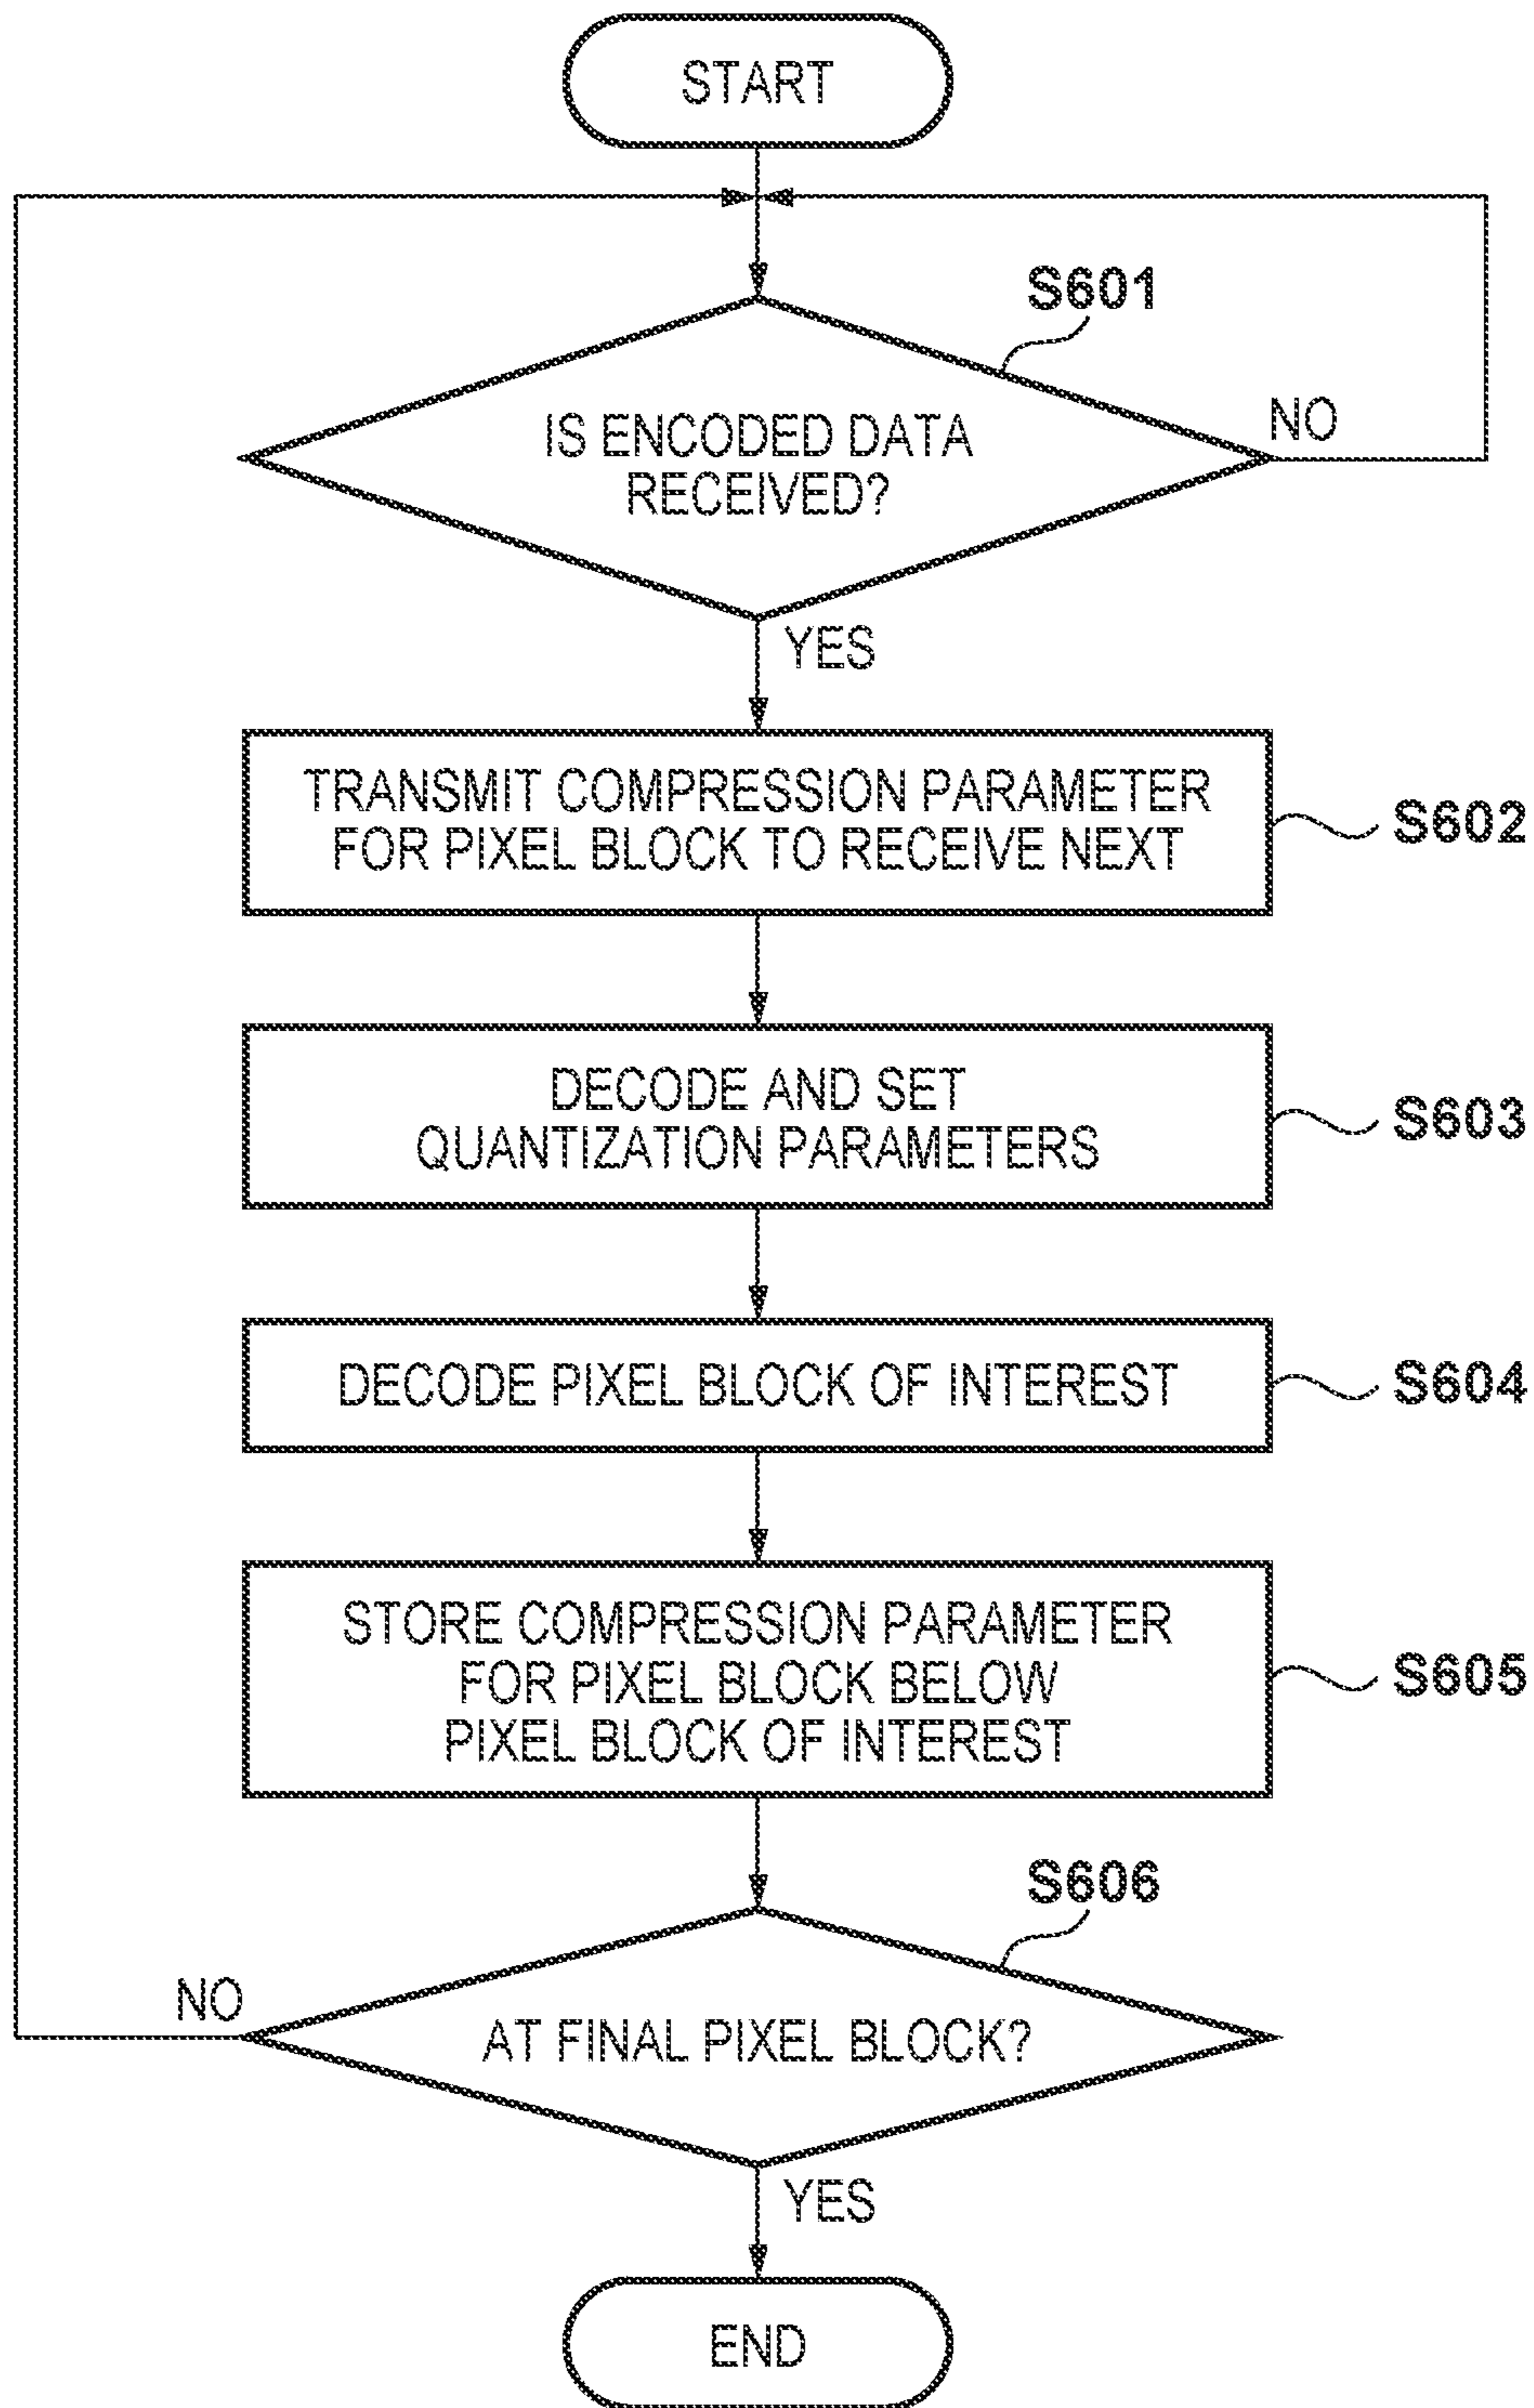 START
S601
IS ENCODED DATA
RECEIVED?
NO
YES
TRANSMIT COMPRESSION PARAMETER
FOR PIXEL BLOCK TO RECEIVE NEXT
S602
DECODE AND SET
QUANTIZATION PARAMETERS
S603
DECODE PIXEL BLOCK OF INTEREST
S604
STORE COMPRESSION PARAMETER
FOR PIXEL BLOCK BELOW
PIXEL BLOCK OF INTEREST
S605
S606
NO
AT FINAL PIXEL BLOCK?
YES
END